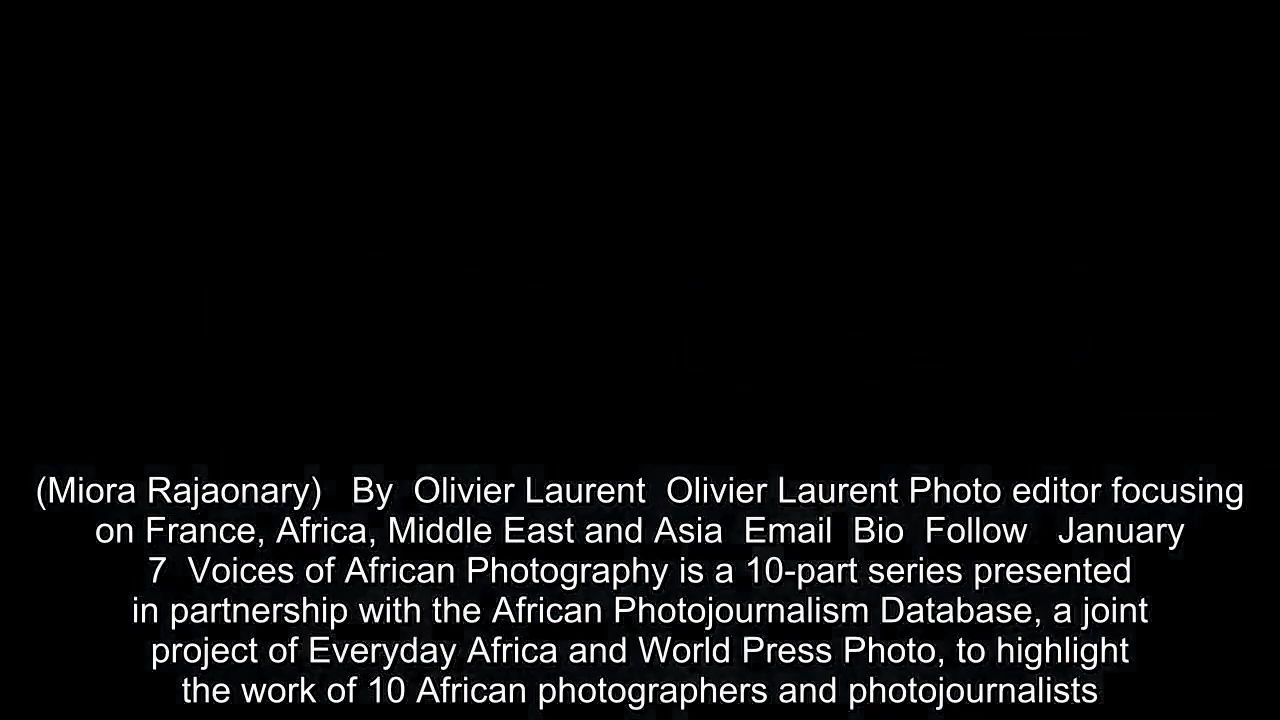 (Miora Rajaonary)   By  Olivier Laurent  Olivier Laurent Photo editor focusing
on France, Africa, Middle East and Asia  Email  Bio  Follow   January
7  Voices of African Photography is a 10-part series presented
in partnership with the African Photojournalism Database, a joint
project of Everyday Africa and World Press Photo, to highlight
the work of 10 African photographers and photojournalists